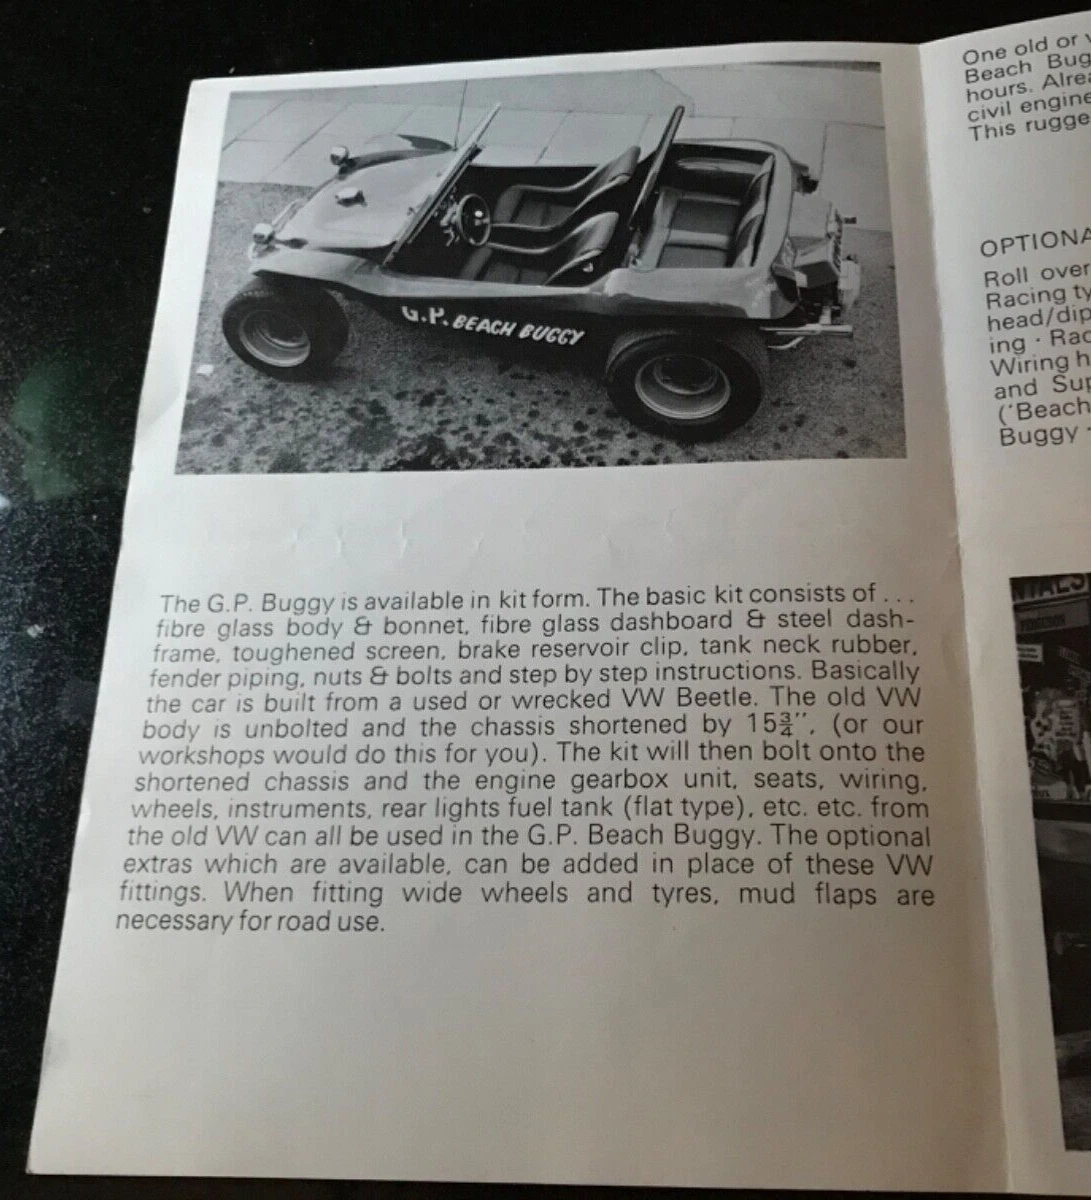 G.P. BEACH BUGGY
The G.P. Buggy is available in kit form. The basic kit consists of ...
fibre glass body & bonnet, fibre glass dashboard & steel dash-
frame, toughened screen, brake reservoir clip, tank neck rubber,
fender piping, nuts & bolts and step by step instructions. Basically
the car is built from a used or wrecked VW Beetle. The old VW
body is unbolted and the chassis shortened by 15¾", (or our
workshops would do this for you). The kit will then bolt onto the
shortened chassis and the engine gearbox unit, seats, wiring,
wheels, instruments, rear lights fuel tank (flat type), etc. etc. from
the old VW can all be used in the G.P. Beach Buggy. The optional
extras which are available, can be added in place of these VW
fittings. When fitting wide wheels and tyres, mud flaps are
necessary for road use.
One old or
Beach Bug
hours. Alrea
civil engine
This rugge
OPTIONA
Roll over
Racing ty
head/dip
ing · Rac
Wiring h
and Sup
('Beach
Buggy ·